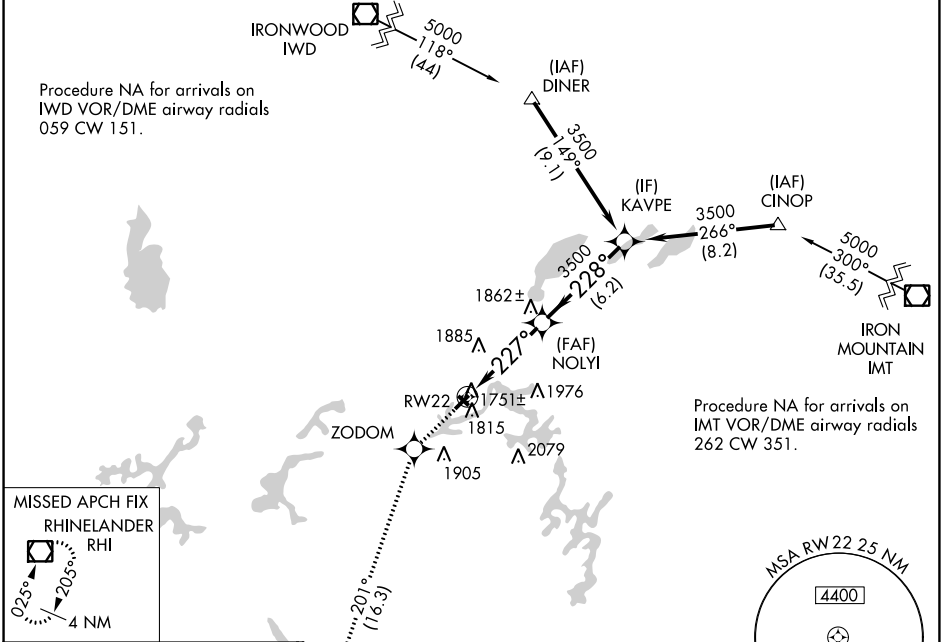 IRONWOOD
IWD
5000
118°
(44)
Procedure NA for arrivals on
IWD VOR/DME airway radials
059 CW 151.
(IAF)
DINER
3500
149°
(9.1)
(IF)
KAVPE
(IAF)
CINOP
3500
266°
(8.2)
5000
300°
(35.5)
IRON
MOUNTAIN
IMT
3500
228°
(6.2)
1862±
1885
(FAF)
NOLYI
227°
RW22
1751±
1976
1815
Procedure NA for arrivals on
IMT VOR/DME airway radials
262 CW 351.
ZODOM
1905
2079
MISSED APCH FIX
RHINELANDER
RHI
025°
205°
4 NM
201°
(16.3)
MSA RW22 25 NM
4400